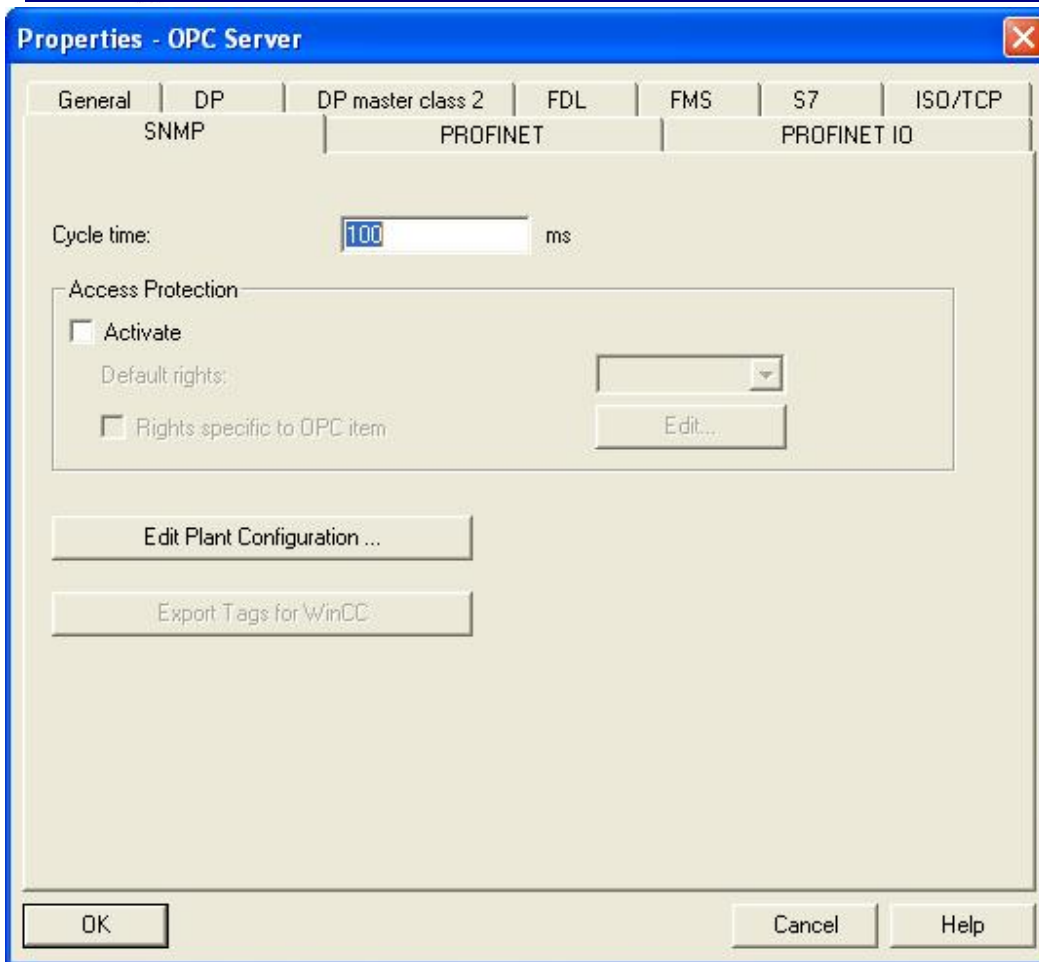 Properties - OPC Server
General DP DP master class 2 FDL FMS S7 ISO/TCP
SNMP PROFINET PROFINET IO
Cycle time: 100 ms
Access Protection
Activate
Default rights:
Rights specific to OPC item Edit...
Edit Plant Configuration ...
Export Tags for WinCC
OK Cancel Help